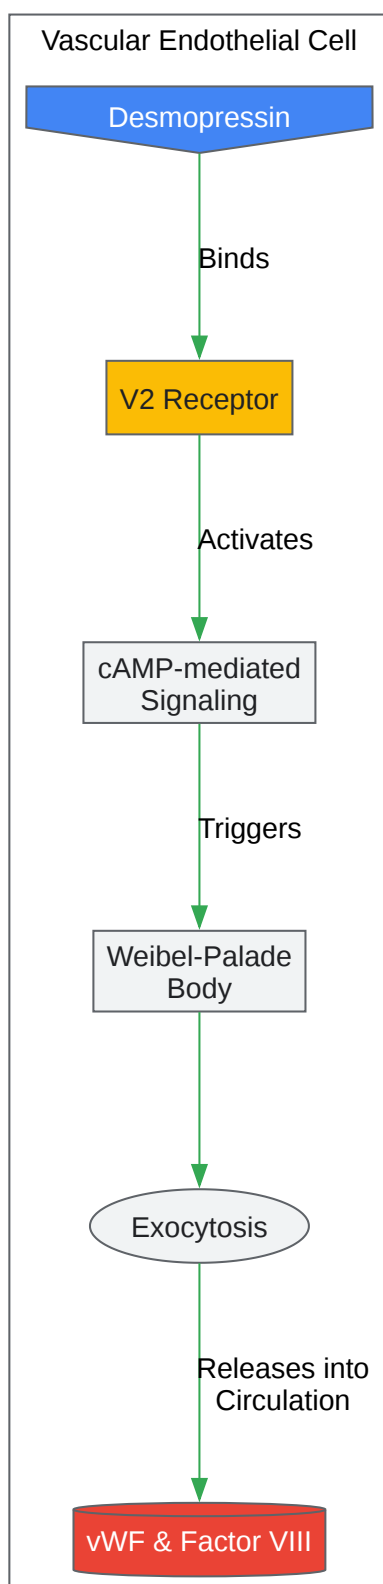 Vascular Endothelial Cell
Desmopressin
Binds
V2 Receptor
Activates
cAMP-mediated
Signaling
Triggers
Weibel-Palade
Body
Exocytosis
Releases into
Circulation
vWF & Factor VIII